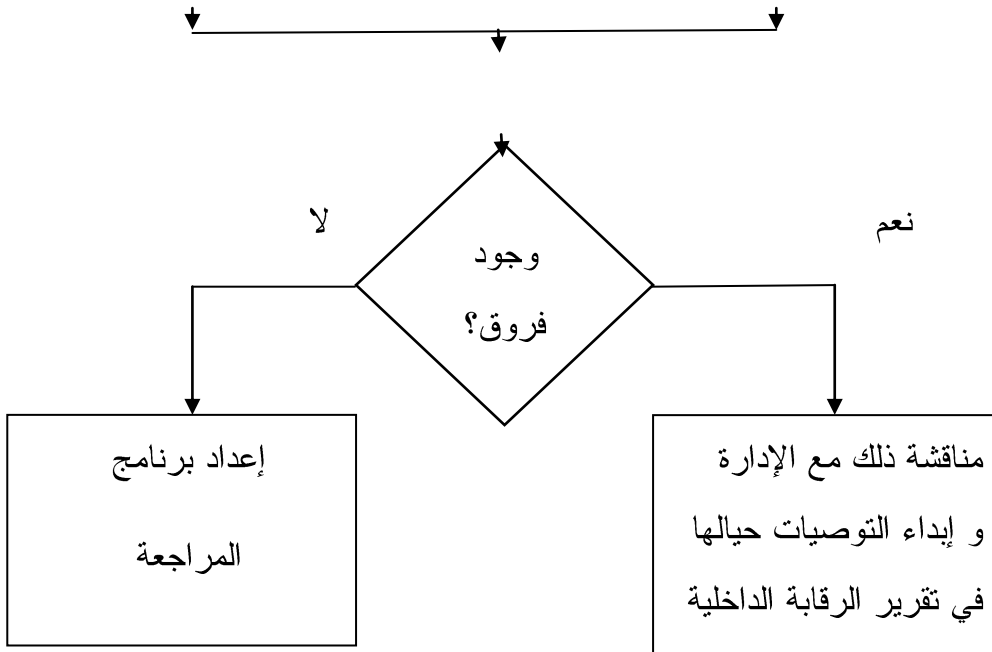 نعم
لا
وجود
فروق؟
مناقشة ذلك مع الإدارة
و إبداء التوصيات حيالها
في تقرير الرقابة الداخلية
إعداد برنامج
المراجعة